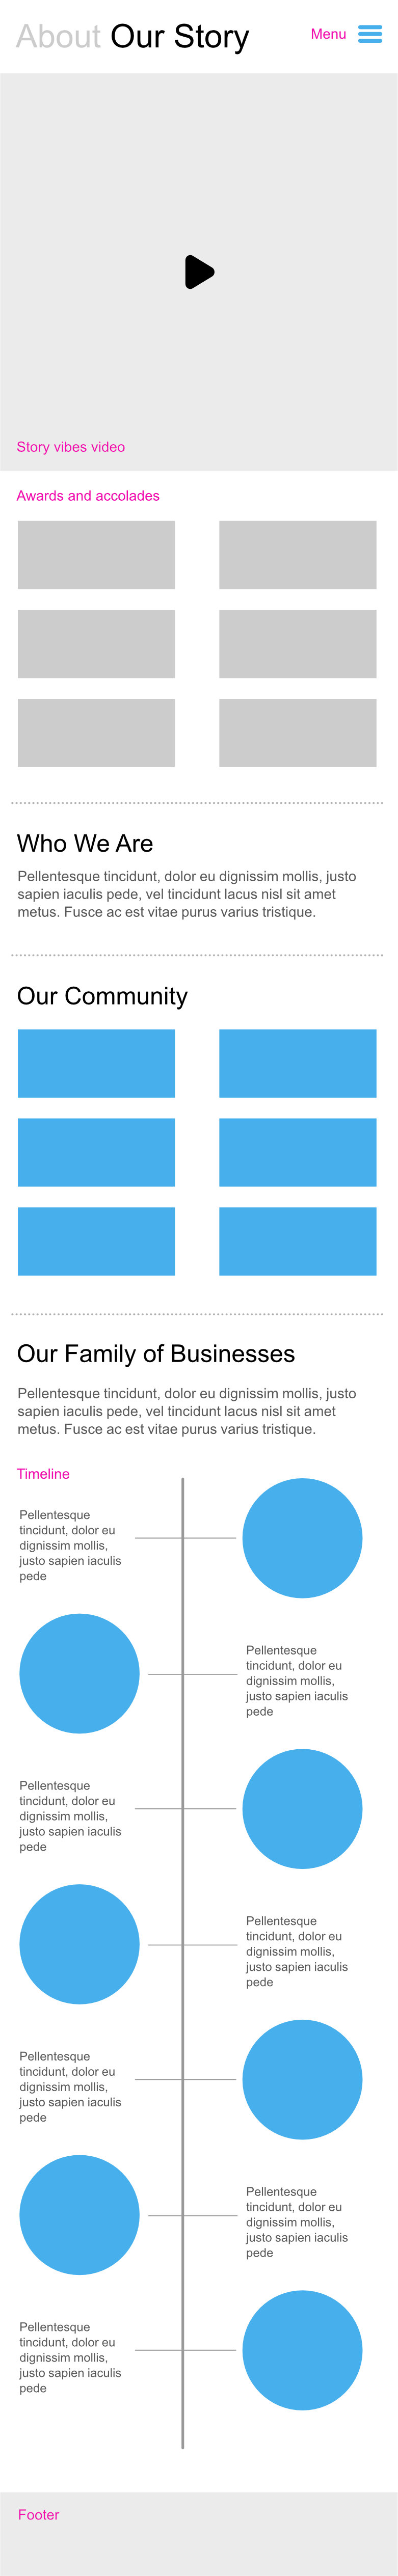 About Our Story
Menu
Story vibes video
Awards and accolades
Who We Are
Pellentesque tincidunt, dolor eu dignissim mollis, justo
sapien iaculis pede, vel tincidunt lacus nisl sit amet
metus. Fusce ac est vitae purus varius tristique.
Our Community
Our Family of Businesses
Pellentesque tincidunt, dolor eu dignissim mollis, justo
sapien iaculis pede, vel tincidunt lacus nisl sit amet
metus. Fusce ac est vitae purus varius tristique.
Timeline
Pellentesque
tincidunt, dolor eu
dignissim mollis,
justo sapien iaculis
pede
Pellentesque
tincidunt, dolor eu
dignissim mollis,
justo sapien iaculis
pede
Pellentesque
tincidunt, dolor eu
dignissim mollis,
justo sapien iaculis
pede
Pellentesque
tincidunt, dolor eu
dignissim mollis,
justo sapien iaculis
pede
Pellentesque
tincidunt, dolor eu
dignissim mollis,
justo sapien iaculis
pede
Pellentesque
tincidunt, dolor eu
dignissim mollis,
justo sapien iaculis
pede
Pellentesque
tincidunt, dolor eu
dignissim mollis,
justo sapien iaculis
pede
Footer